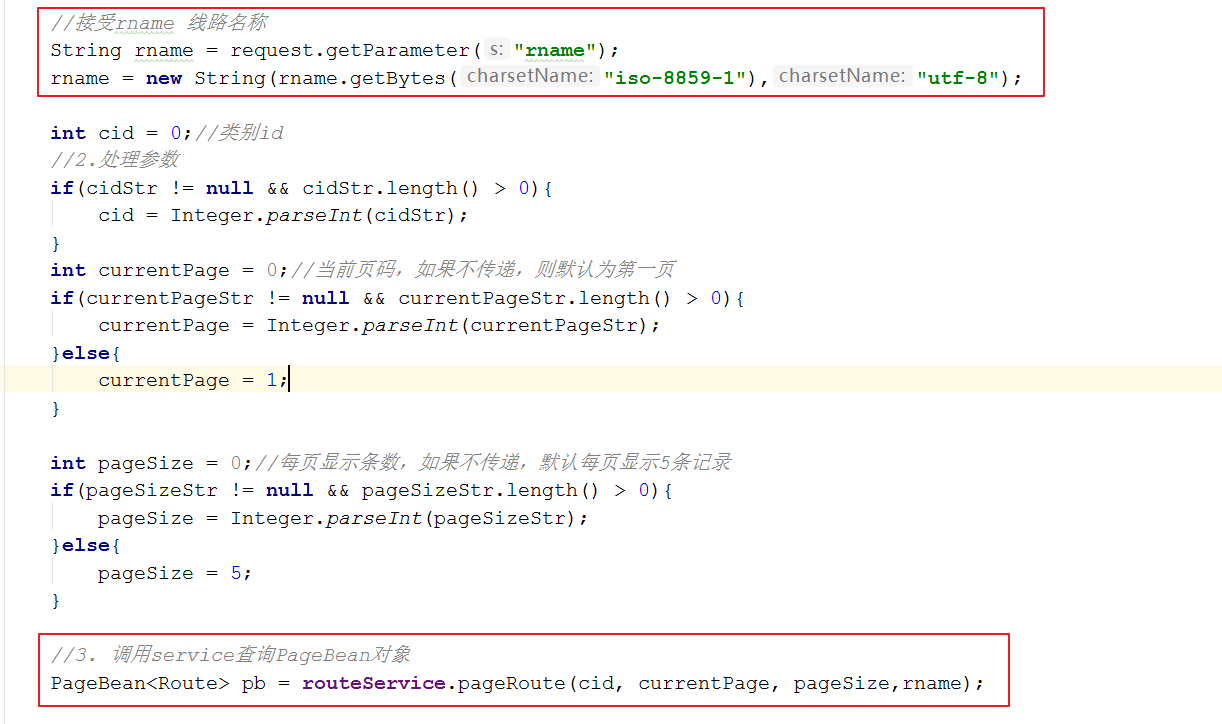 //接受rname 线路名称
String rname = request.getParameter( s: "rname");
rname = new String(rname.getBytes( charsetName: "iso-8859-1"), charsetName: "utf-8");
int cid = 0;//类别id
//2.处理参数
if(cidStr != null && cidStr.length() > 0){
cid = Integer.parseInt(cidStr);
}
int currentPage = 0;//当前页码，如果不传递，则默认为第一页
if(currentPageStr != null && currentPageStr.length() > 0){
currentPage = Integer.parseInt(currentPageStr);
}else{
currentPage = 1;
}
int pageSize = 0;//每页显示条数，如果不传递，默认每页显示5条记录
if(pageSizeStr != null && pageSizeStr.length() > 0){
pageSize = Integer.parseInt(pageSizeStr);
}else{
pageSize = 5;
}
//3. 调用service查询PageBean对象
PageBean<Route> pb = routeService.pageRoute(cid, currentPage, pageSize,rname);